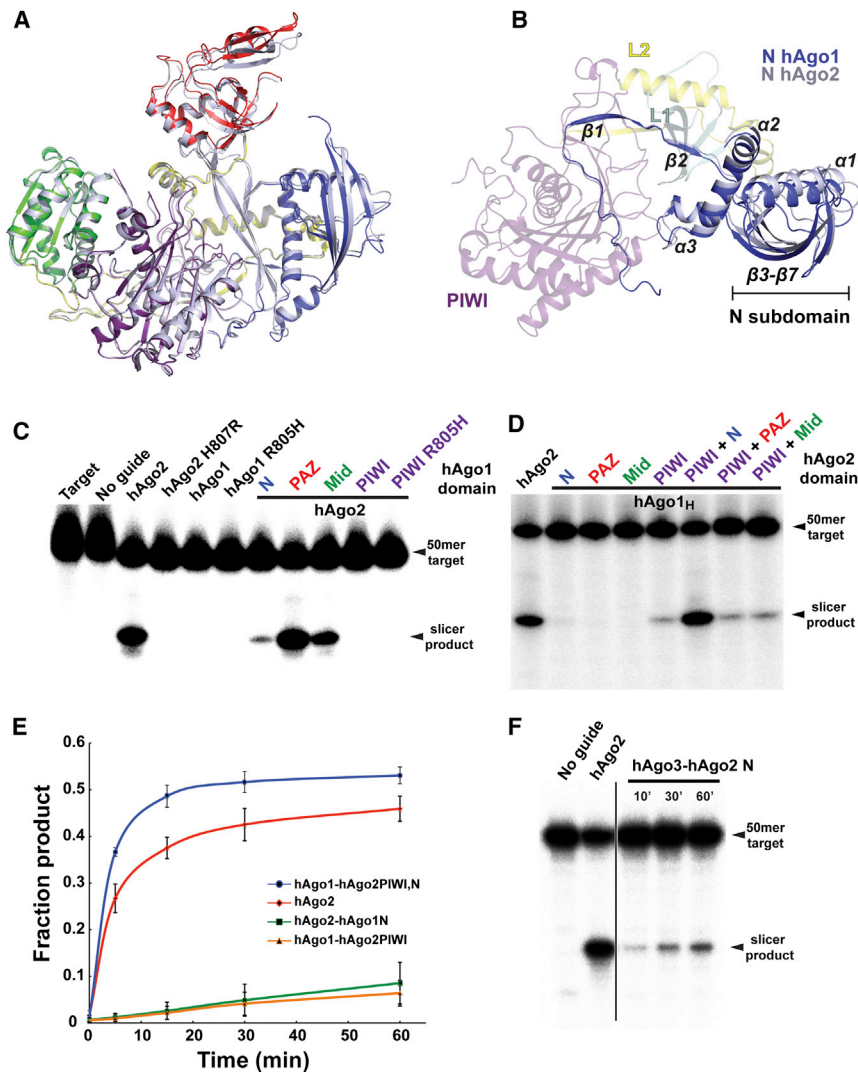 A
B
L2
N hAgo1
N hAgo2
β1
L1
β2
α2
α1
α3
β3-β7
PIWI
N subdomain
C
Target
No guide
hAgo2
hAgo2 H807R
hAgo1
hAgo1 R805H
N
PAZ
Mid
PIWI
PIWI R805H
hAgo1
domain
hAgo2
50mer
target
slicer
product
D
hAgo2
N
PAZ
Mid
PIWI
PIWI + N
PIWI + PAZ
PIWI + Mid
hAgo2
domain
hAgo1H
50mer
target
slicer
product
E
Fraction product
0.6
0.5
0.4
0.3
0.2
0.1
0
hAgo1-hAgo2PIWI,N
hAgo2
hAgo2-hAgo1N
hAgo1-hAgo2PIWI
0 10 20 30 40 50 60
Time (min)
F
No guide
hAgo2
hAgo3-hAgo2 N
10' 30' 60'
50mer
target
slicer
product